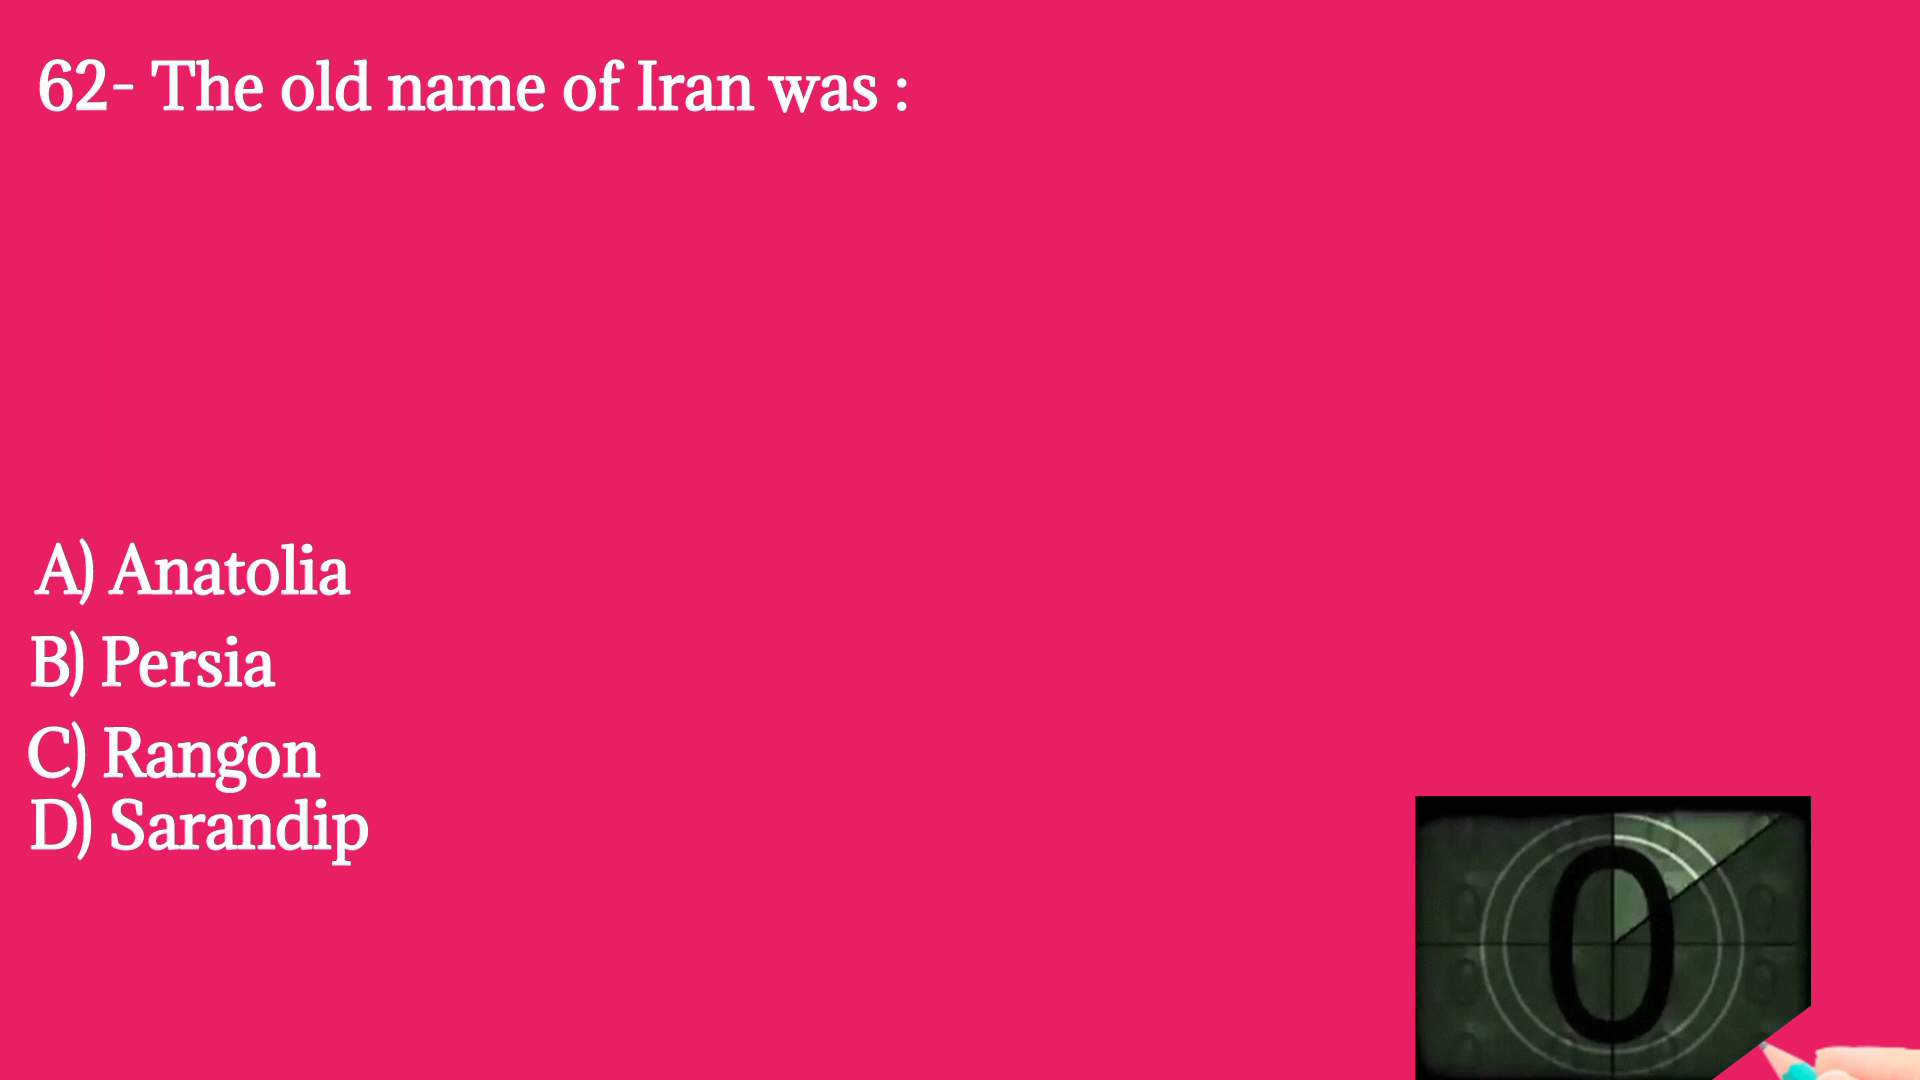 62- The old name of Iran was :
A) Anatolia
B) Persia
C) Rangon
D) Sarandip
0